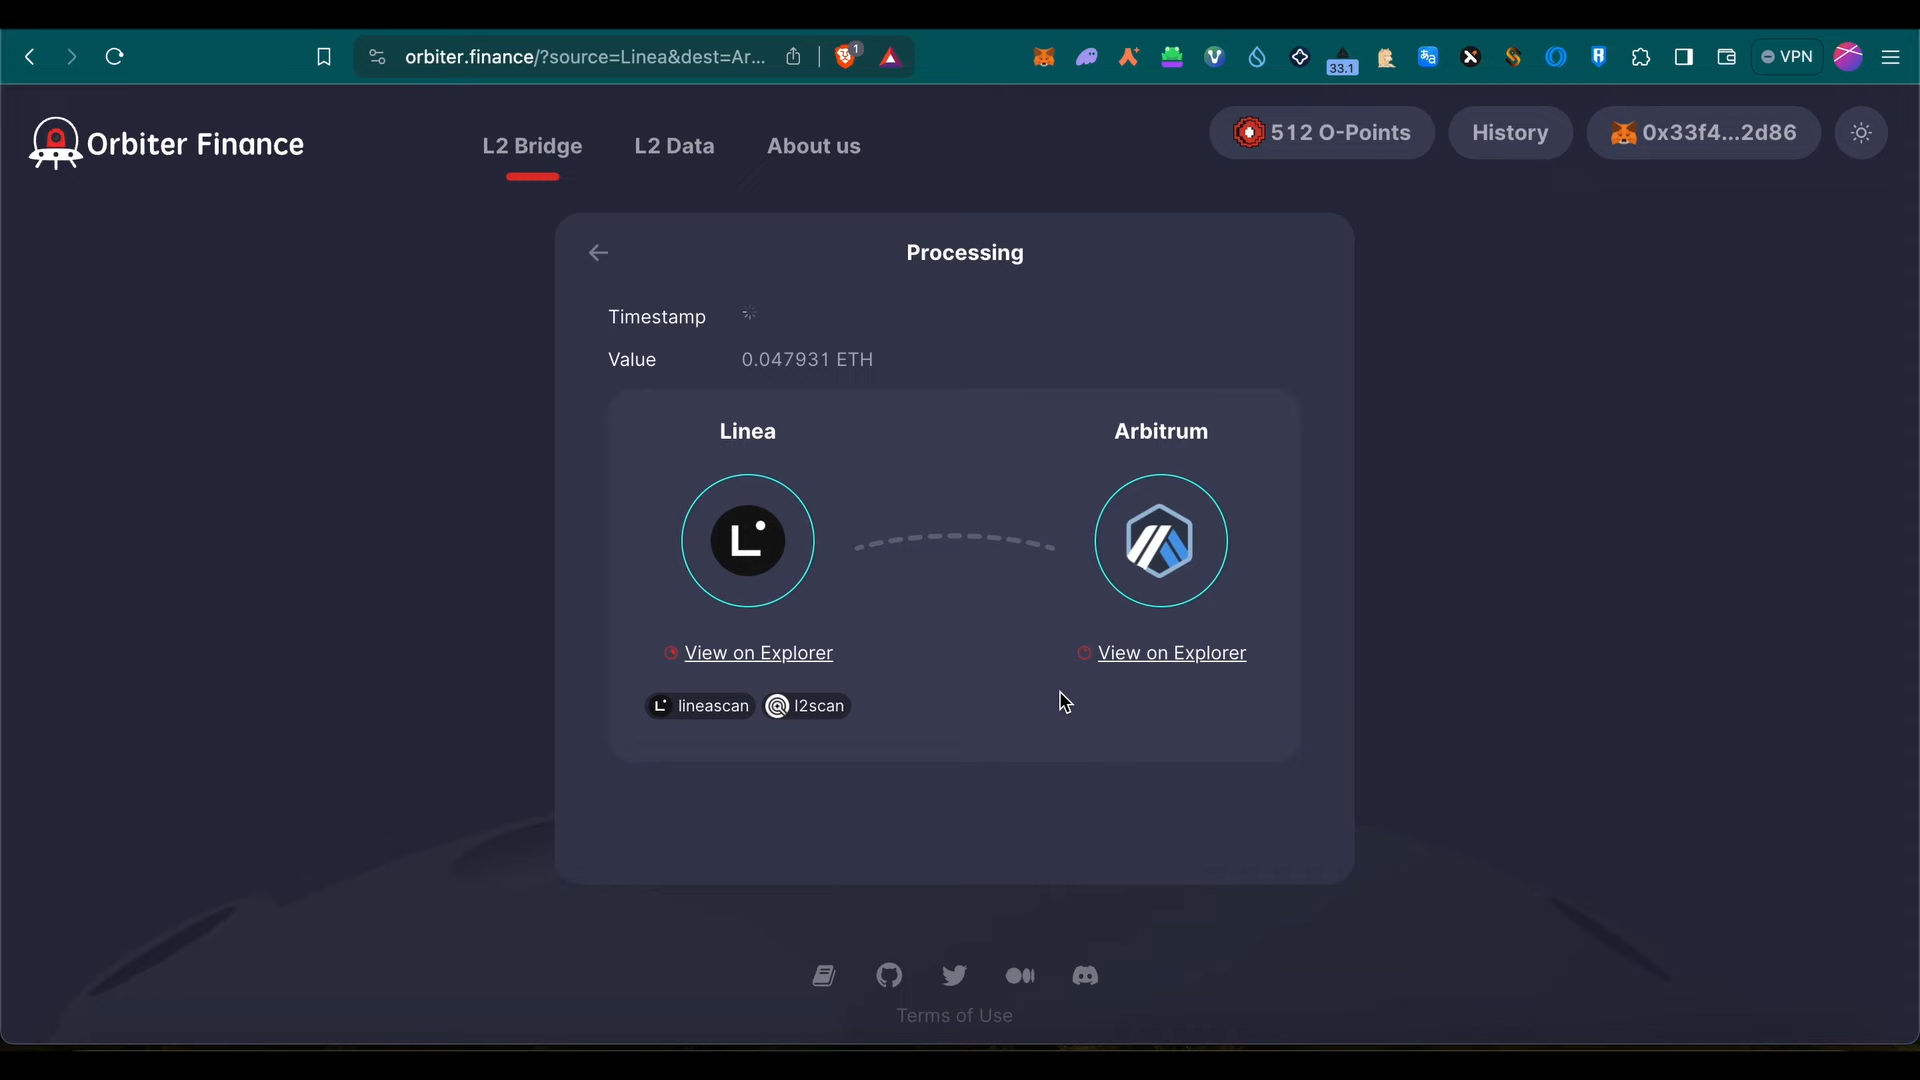 orbiter.finance/?source=Linea&dest=Ar...
1
33.1
VPN
Orbiter Finance
L2 Bridge
L2 Data
About us
512 O-Points
History
0x33f4...2d86
Processing
Timestamp
Value
0.047931 ETH
Linea
Arbitrum
View on Explorer
View on Explorer
lineascan
l2scan
Terms of Use